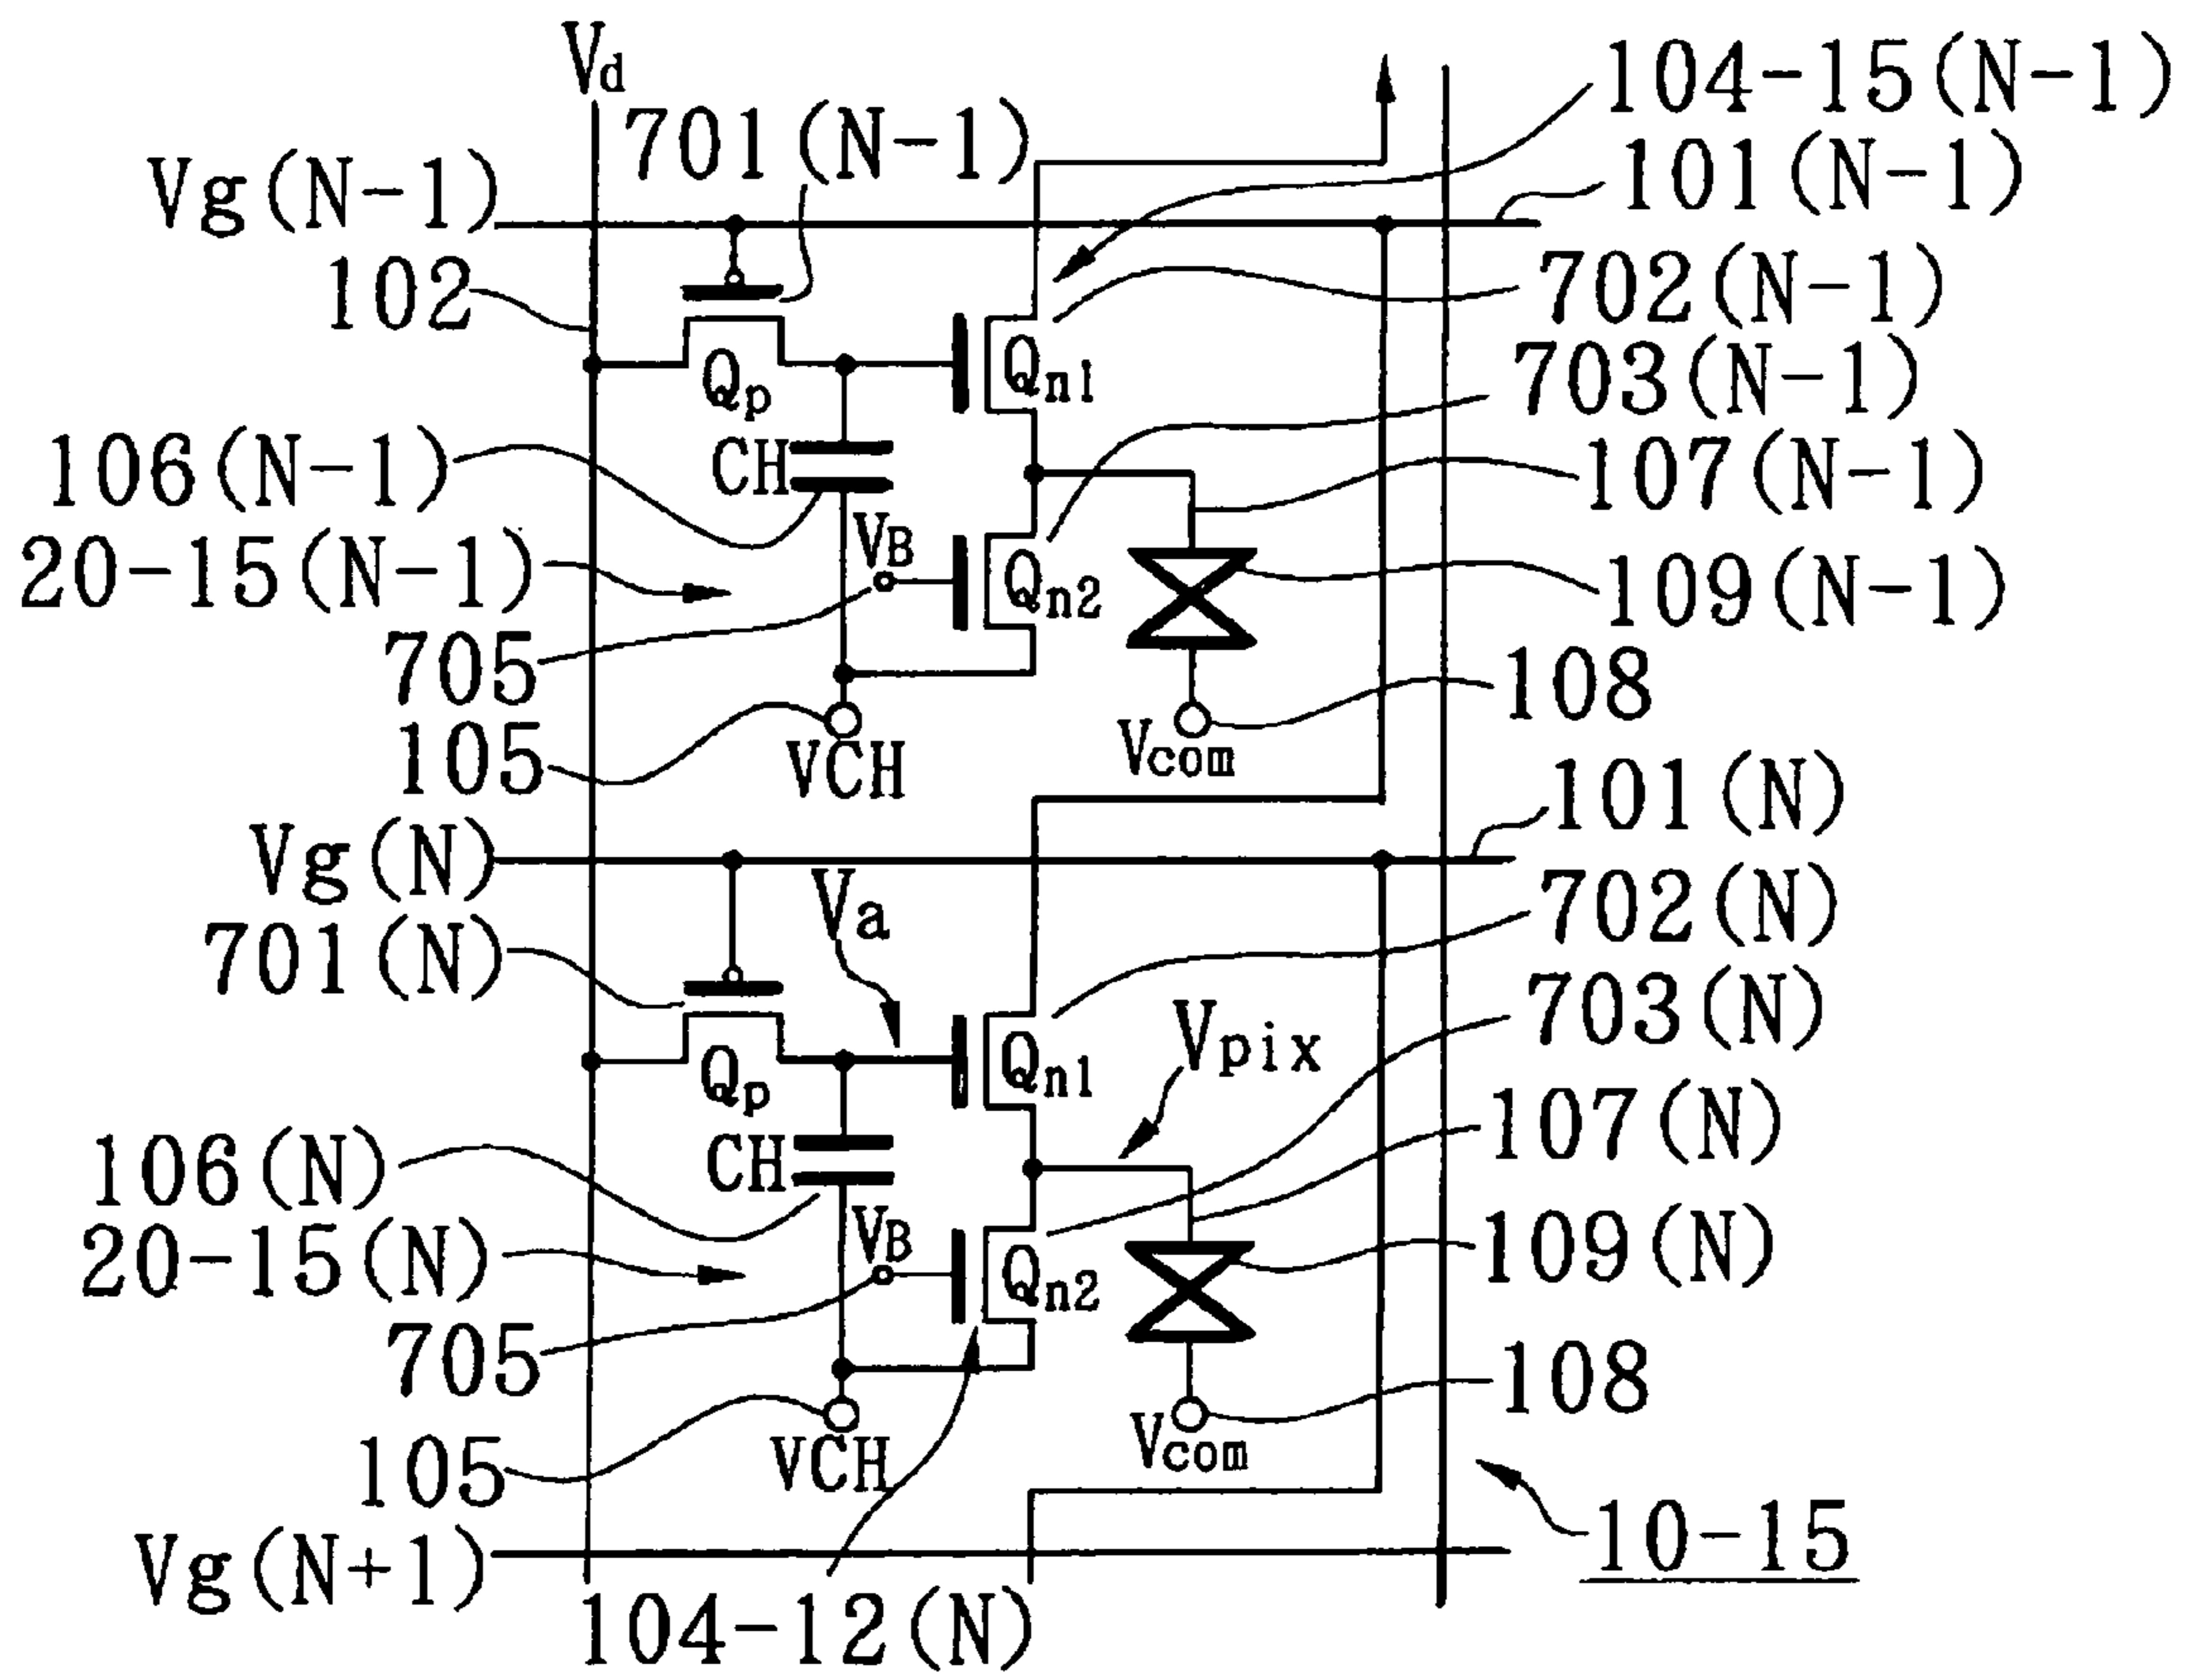 Vd
104-15(N-1)
701(N-1)
101(N-1)
Vg(N-1)
102
702(N-1)
Qp
Qn1
703(N-1)
106(N-1)
CH
107(N-1)
VB
20-15(N-1)
Qn2
109(N-1)
705
108
105
VCH
Vcom
101(N)
Vg(N)
Va
702(N)
701(N)
703(N)
Vpix
Qp
Qn1
107(N)
106(N)
CH
VB
109(N)
20-15(N)
Qn2
705
108
105
VCH
Vcom
10-15
Vg(N+1)
104-12(N)